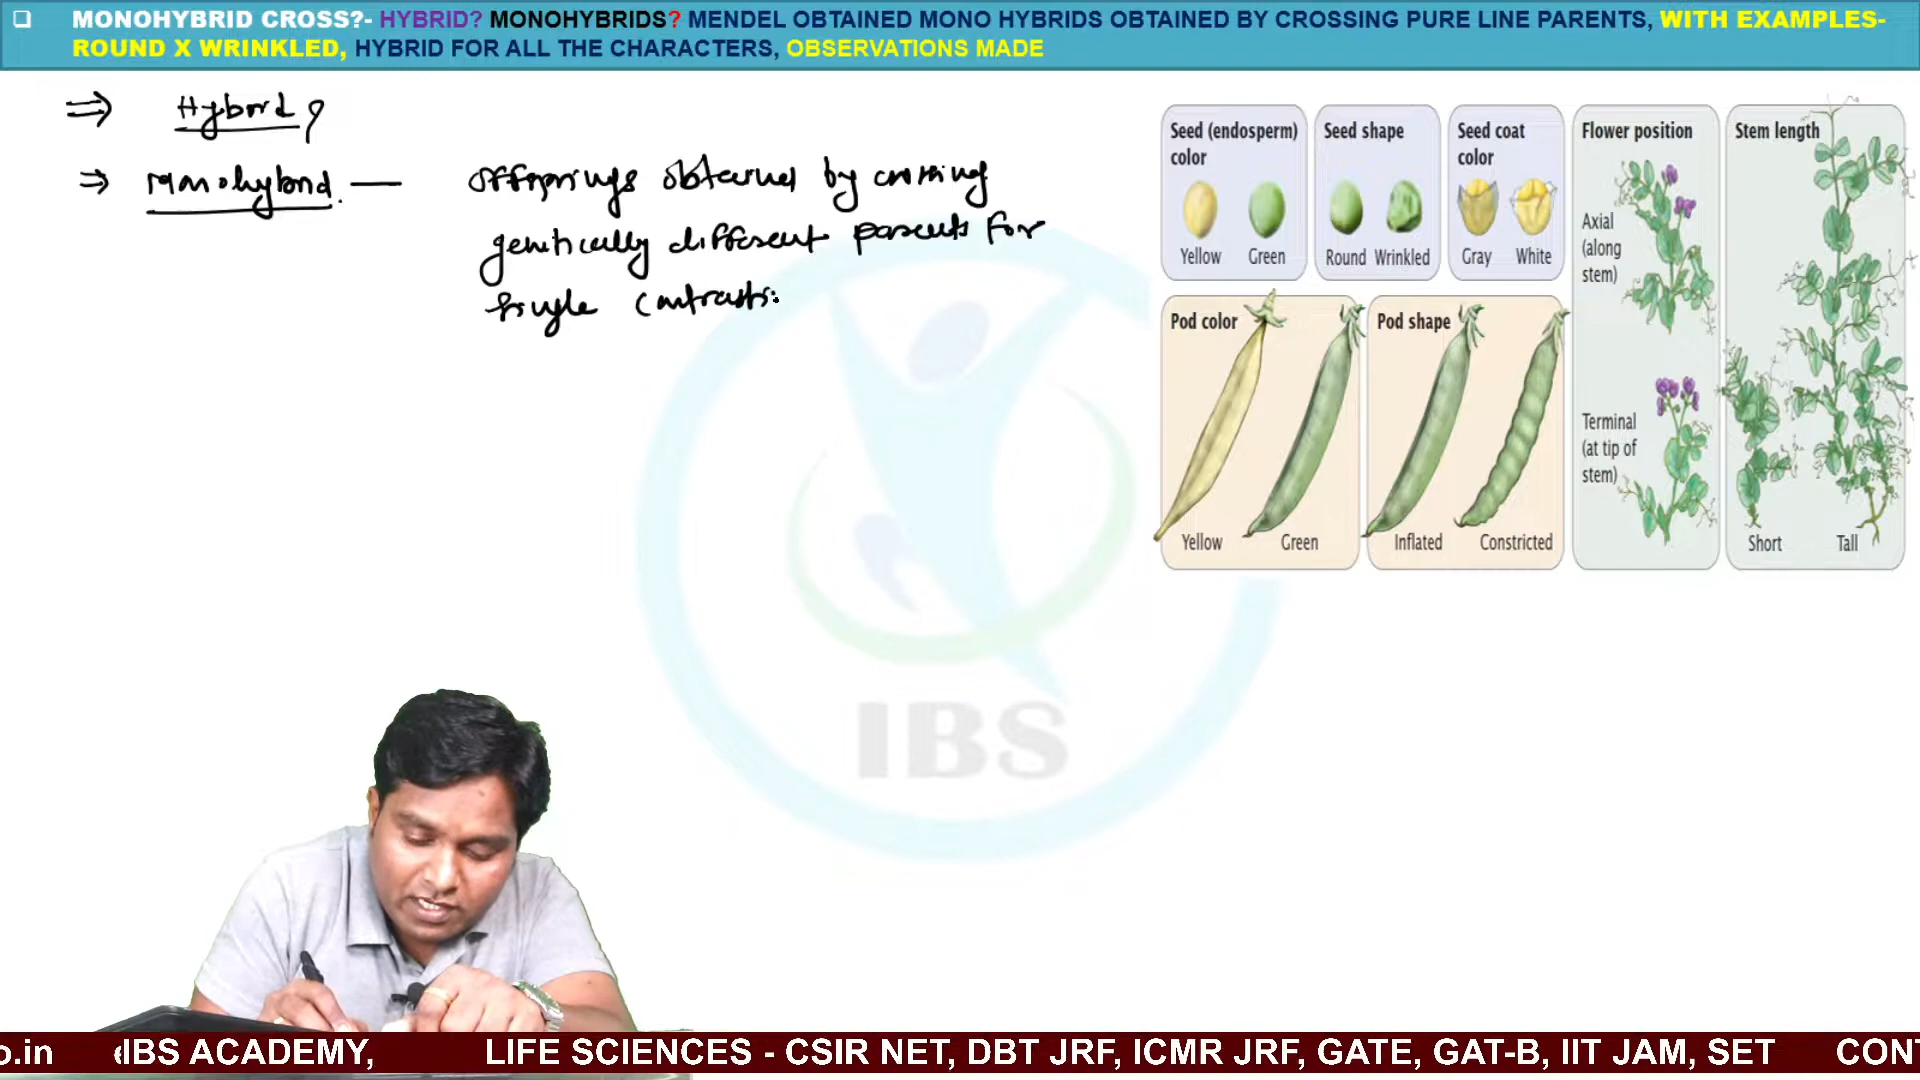 ❑ MONOHYBRID CROSS?- HYBRID? MONOHYBRIDS? MENDEL OBTAINED MONO HYBRIDS OBTAINED BY CROSSING PURE LINE PARENTS, WITH EXAMPLES-
ROUND X WRINKLED, HYBRID FOR ALL THE CHARACTERS, OBSERVATIONS MADE
⇒ Hybrid ?
⇒ Monohybrid. — offsprings obtained by crossing
genetically different parents for
single contrasti
Seed (endosperm)
color
Yellow Green
Seed shape
Round Wrinkled
Seed coat
color
Gray White
Flower position
Axial
(along
stem)
Terminal
(at tip of
stem)
Stem length
Short Tall
Pod color
Yellow Green
Pod shape
Inflated Constricted
IBS
o.in IBS ACADEMY, LIFE SCIENCES - CSIR NET, DBT JRF, ICMR JRF, GATE, GAT-B, IIT JAM, SET CONT